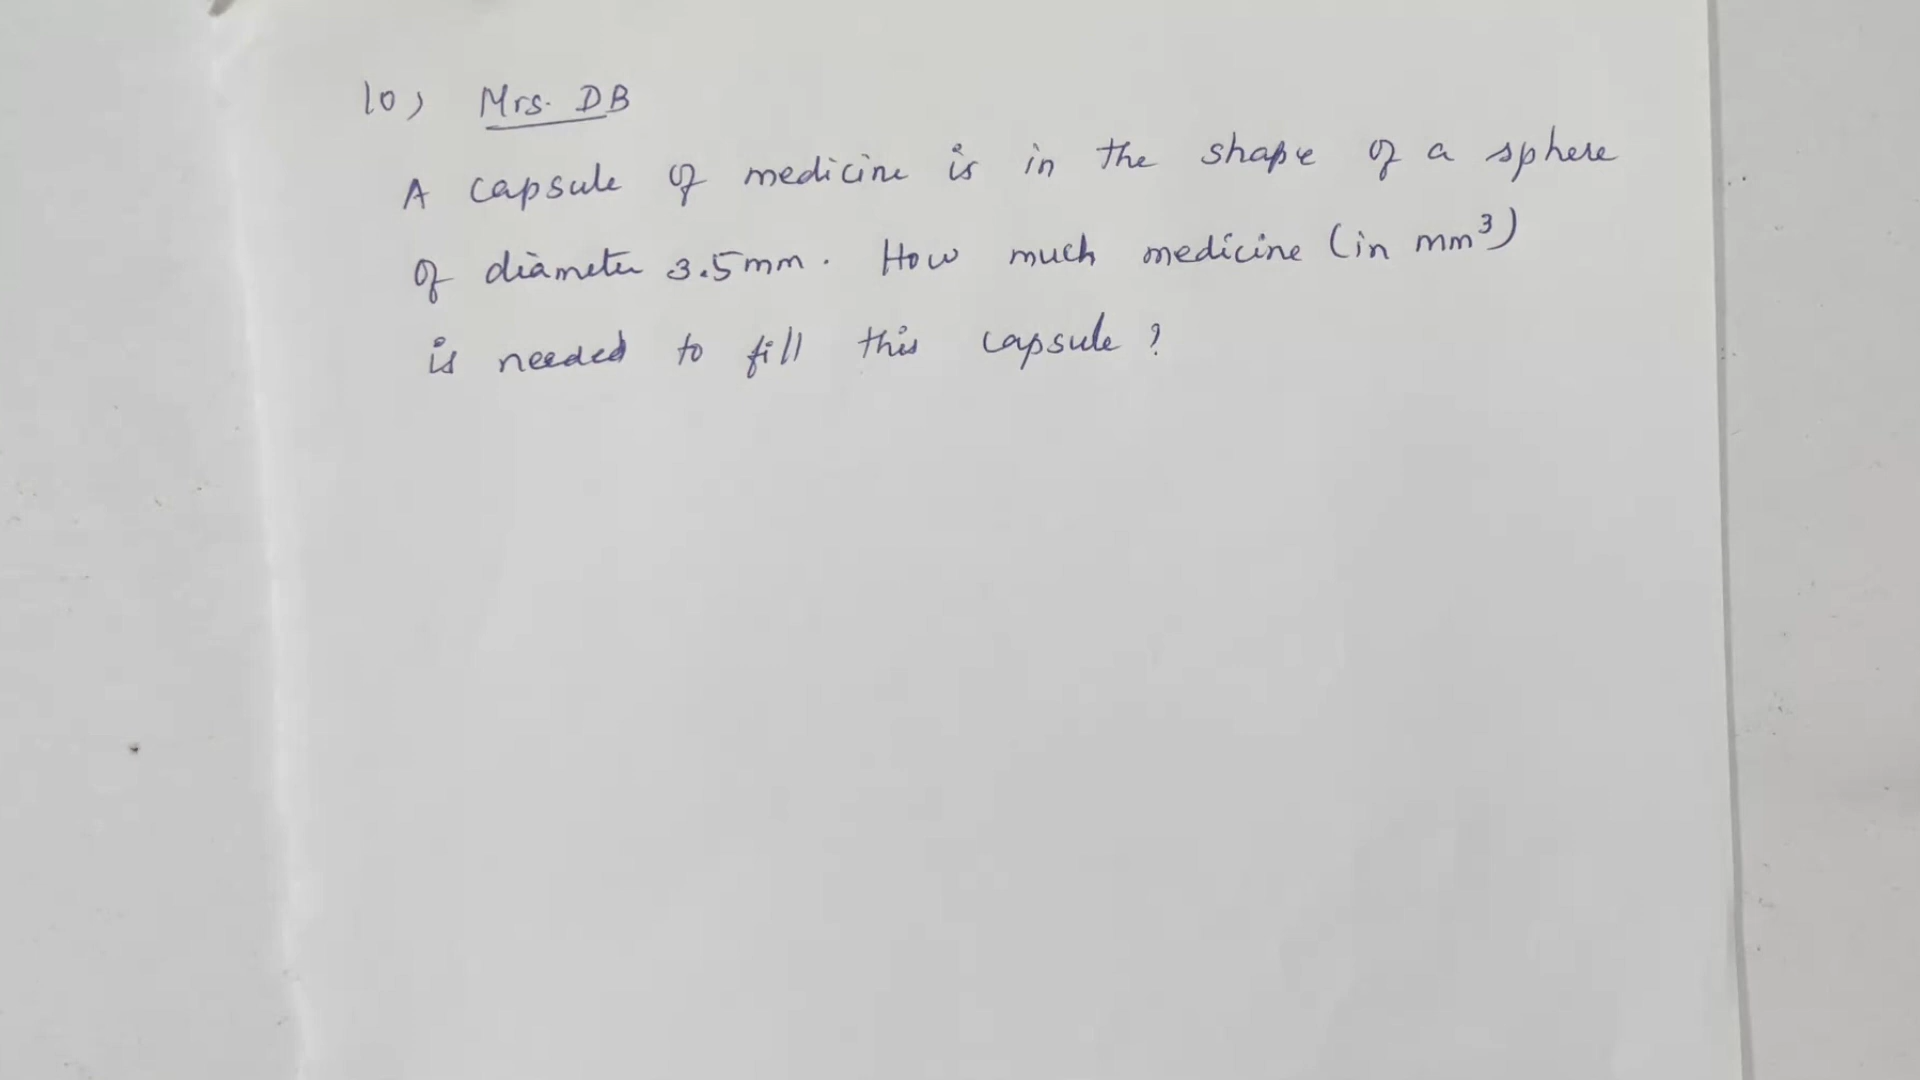 10) Mrs. DB
A capsule of medicine is in the shape of a sphere
of diameter 3.5mm. How much medicine (in mm³)
is needed to fill this capsule?